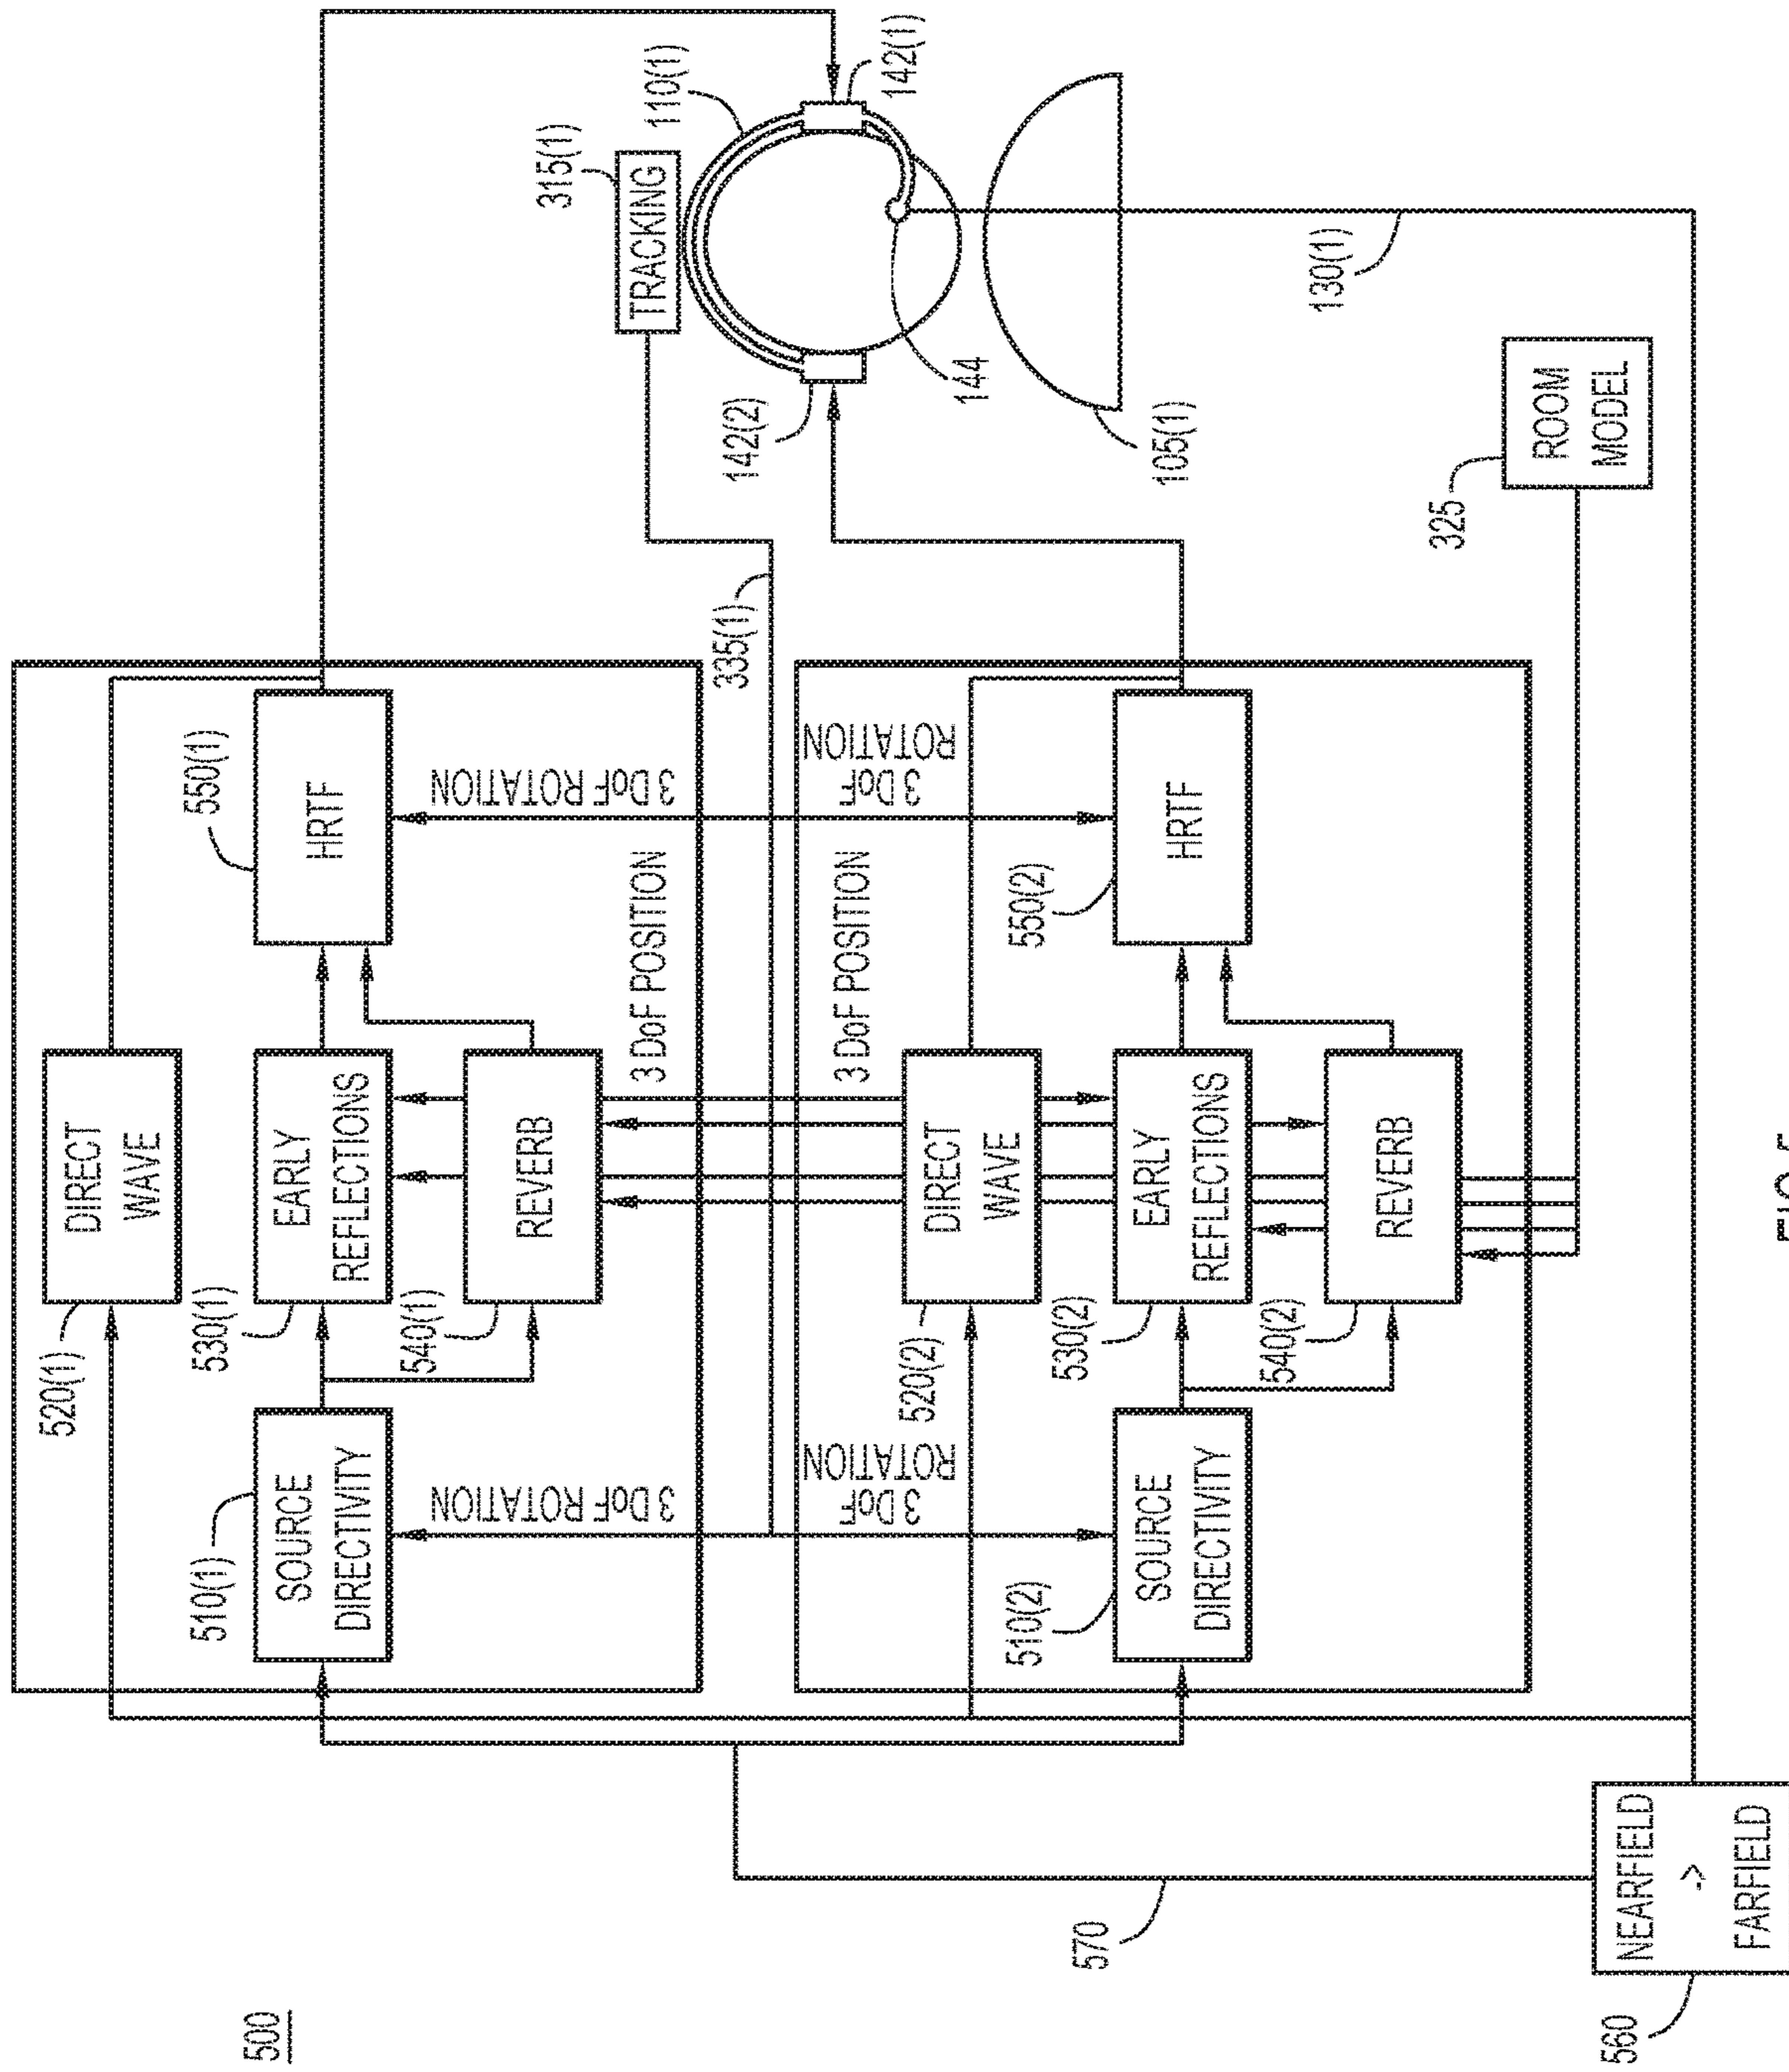 500
520(1)
DIRECT
WAVE
510(1)
SOURCE
DIRECTIVITY
530(1)
EARLY
REFLECTIONS
540(1)
REVERB
550(1)
HRTF
3 DoF ROTATION
3 DoF POSITION
3 DoF ROTATION
335(1)
315(1)
TRACKING
110(1)
142(1)
142(2)
144
105(1)
130(1)
3 DoF
ROTATION
3 DoF POSITION
3 DoF
ROTATION
520(2)
DIRECT
WAVE
510(2)
SOURCE
DIRECTIVITY
530(2)
EARLY
REFLECTIONS
540(2)
REVERB
550(2)
HRTF
325
ROOM
MODEL
570
560
NEARFIELD
->
FARFIELD